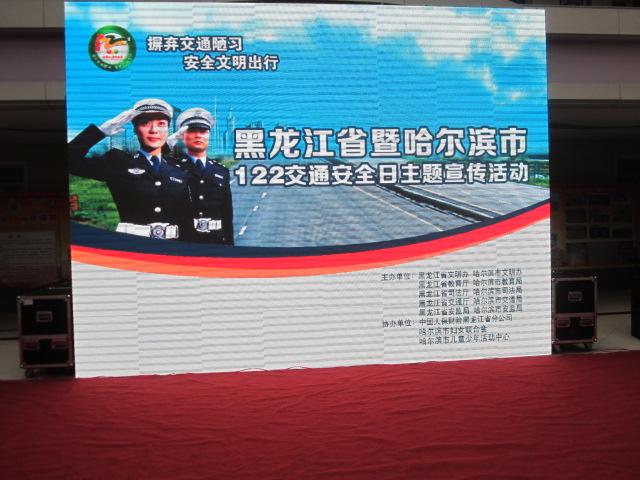 摒弃交通陋习
安全文明出行
黑龙江省暨哈尔滨市
122交通安全日主题宣传活动
主办单位：黑龙江省文明办 哈尔滨市文明办
黑龙江省教育厅 哈尔滨市教育局
黑龙江省司法厅 哈尔滨市司法局
黑龙江省交通厅 哈尔滨市交通局
黑龙江省安监局 哈尔滨市安监局
协办单位：中国人保财险黑龙江省分公司
哈尔滨市妇女联合会
哈尔滨市儿童少年活动中心